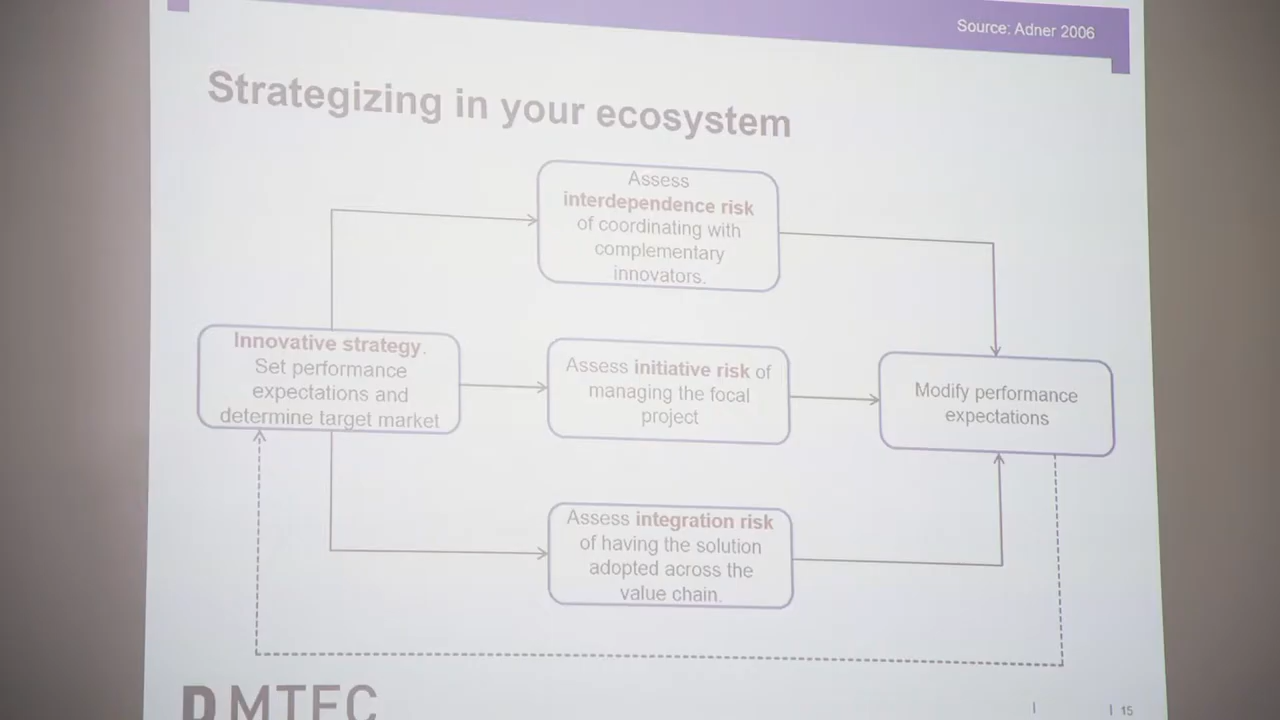 Source: Adner 2006
Strategizing in your ecosystem
Assess
interdependence risk
of coordinating with
complementary
innovators.
Innovative strategy.
Set performance
expectations and
determine target market
Assess initiative risk of
managing the focal
project
Modify performance
expectations
Assess integration risk
of having the solution
adopted across the
value chain.
D MTEC
| | 15